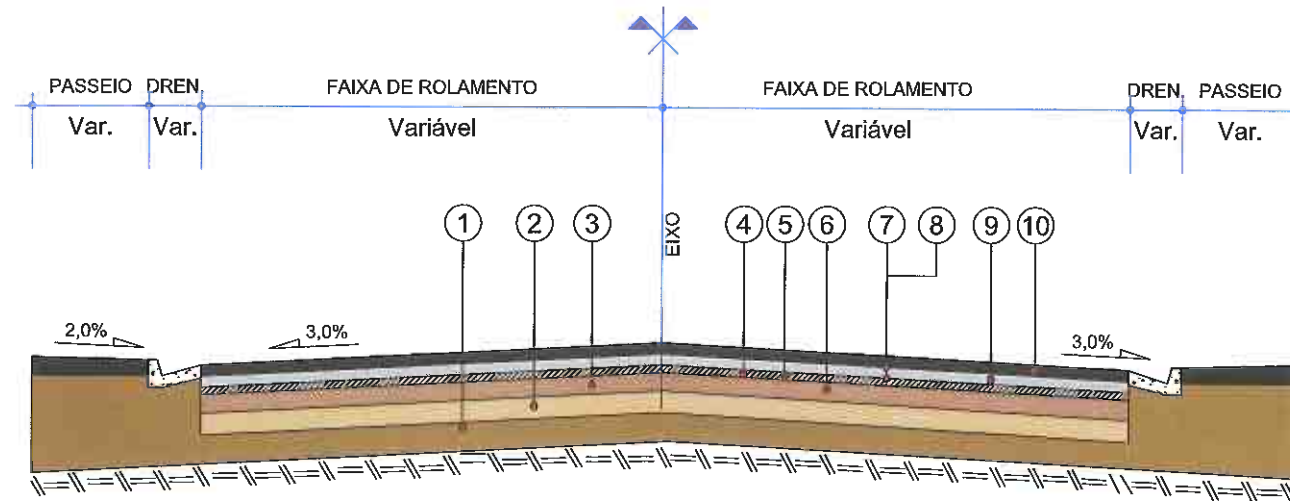 PASSEIO DREN. FAIXA DE ROLAMENTO FAIXA DE ROLAMENTO DREN. PASSEIO
Var. Var. Variável Variável Var. Var.
1 2 3 4 5 6 7 8 9 10
EIXO
2,0% 3,0% 3,0%